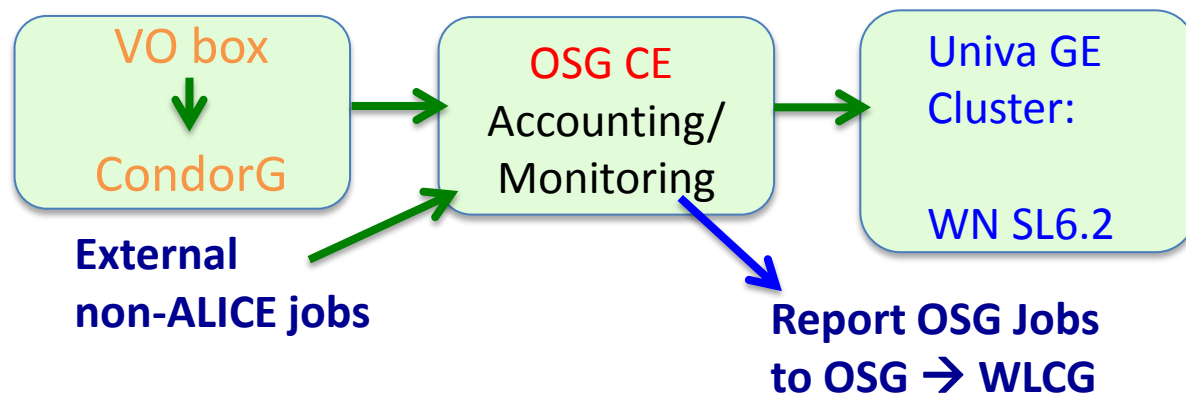 VO box
CondorG
OSG CE
Accounting/
Monitoring
Univa GE
Cluster:
WN SL6.2
External
non-ALICE jobs
Report OSG Jobs
to OSG → WLCG